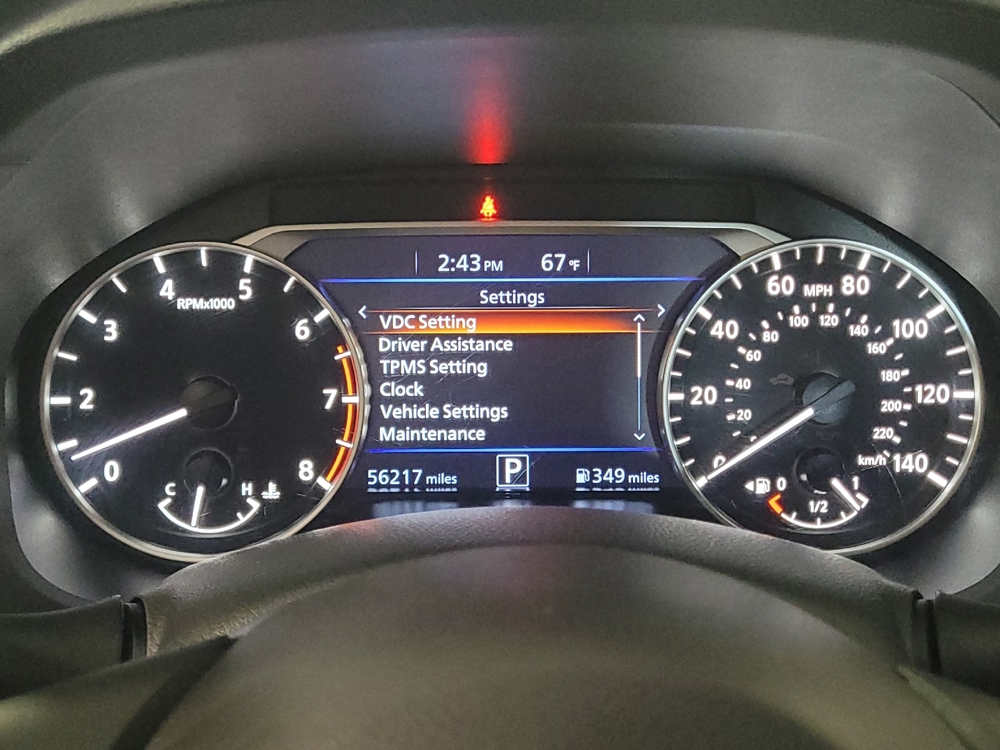 2:43 PM 67°F
Settings
VDC Setting
Driver Assistance
TPMS Setting
Clock
Vehicle Settings
Maintenance
56217 miles P 349 miles
RPMx1000
0 2 3 4 5 6 7 8
C H
MPH
0 20 40 60 80 100 120 140
20 40 60 80 100 120 140 160 180 200 220
km/h
0 1/2 1